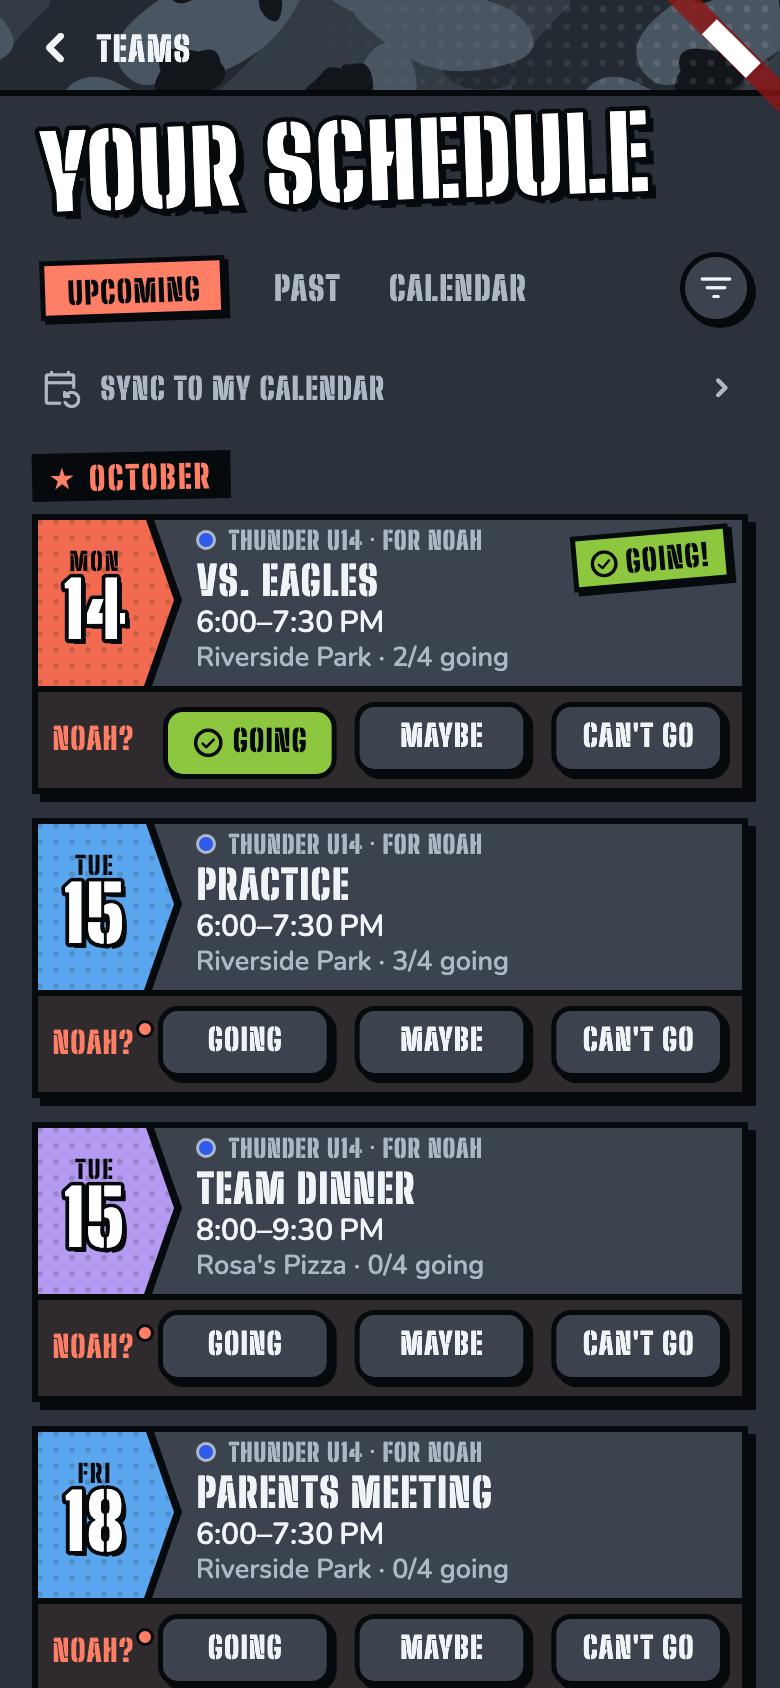 TEAMS
YOUR SCHEDULE
UPCOMING PAST CALENDAR
SYNC TO MY CALENDAR
★ OCTOBER
MON
14
THUNDER U14 · FOR NOAH
VS. EAGLES
6:00–7:30 PM
Riverside Park · 2/4 going
GOING!
NOAH? GOING MAYBE CAN'T GO
TUE
15
THUNDER U14 · FOR NOAH
PRACTICE
6:00–7:30 PM
Riverside Park · 3/4 going
NOAH? GOING MAYBE CAN'T GO
TUE
15
THUNDER U14 · FOR NOAH
TEAM DINNER
8:00–9:30 PM
Rosa's Pizza · 0/4 going
NOAH? GOING MAYBE CAN'T GO
FRI
18
THUNDER U14 · FOR NOAH
PARENTS MEETING
6:00–7:30 PM
Riverside Park · 0/4 going
NOAH? GOING MAYBE CAN'T GO